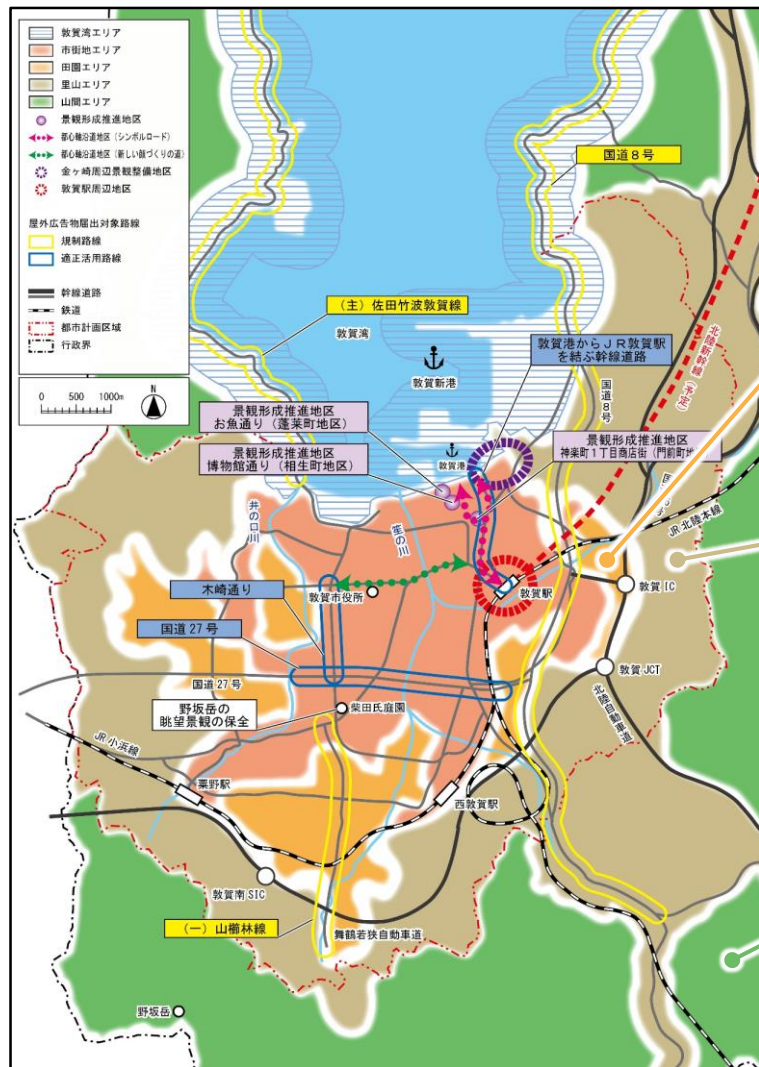 敦賀湾エリア
市街地エリア
田園エリア
里山エリア
山間エリア
景観形成推進地区
都心軸沿道地区（シンボルロード）
都心軸沿道地区（新しい顔づくりの道）
金ヶ崎周辺景観整備地区
敦賀駅周辺地区
屋外広告物届出対象路線
規制路線
適正活用路線
幹線道路
鉄道
都市計画区域
行政界
0 500 1000m
N
国道８号
（主）佐田竹波敦賀線
敦賀湾
敦賀新港
敦賀港からＪＲ敦賀駅
を結ぶ幹線道路
北陸新幹線（予定）
国道8号
景観形成推進地区
お魚通り（蓬莱町地区）
敦賀港
景観形成推進地区
神楽町１丁目商店街（門前町地
景観形成推進地区
博物館通り（相生町地区）
井の口川
笙の川
JR北陸本線
木崎通り
敦賀市役所
敦賀駅
敦賀IC
国道27号
国道27号
敦賀JCT
野坂岳の
眺望景観の保全
柴田氏庭園
北陸自動車道
JR小浜線
粟野駅
西敦賀駅
敦賀南SIC
（一）山櫛林線
舞鶴若狭自動車道
野坂岳